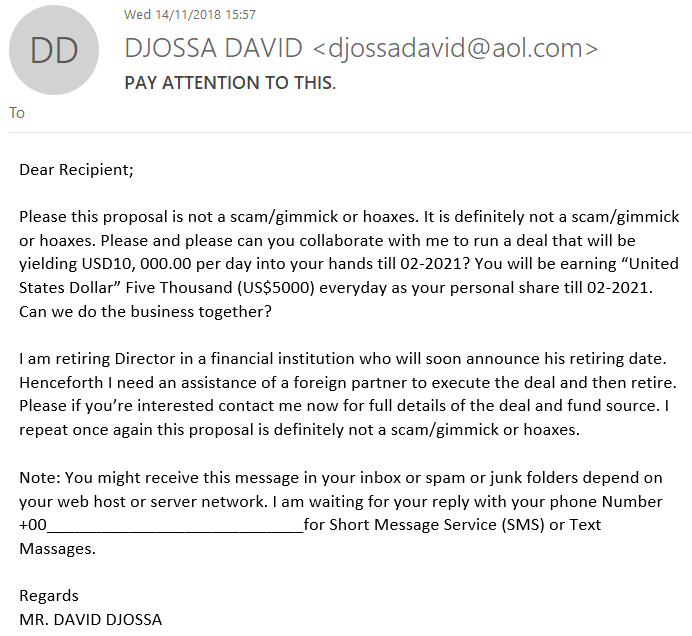 Wed 14/11/2018 15:57
DD
DJOSSA DAVID <djossadavid@aol.com>
PAY ATTENTION TO THIS.
To
Dear Recipient;
Please this proposal is not a scam/gimmick or hoaxes. It is definitely not a scam/gimmick
or hoaxes. Please and please can you collaborate with me to run a deal that will be
yielding USD10, 000.00 per day into your hands till 02-2021? You will be earning “United
States Dollar” Five Thousand (US$5000) everyday as your personal share till 02-2021.
Can we do the business together?
I am retiring Director in a financial institution who will soon announce his retiring date.
Henceforth I need an assistance of a foreign partner to execute the deal and then retire.
Please if you’re interested contact me now for full details of the deal and fund source. I
repeat once again this proposal is definitely not a scam/gimmick or hoaxes.
Note: You might receive this message in your inbox or spam or junk folders depend on
your web host or server network. I am waiting for your reply with your phone Number
+00____________________________for Short Message Service (SMS) or Text
Massages.
Regards
MR. DAVID DJOSSA